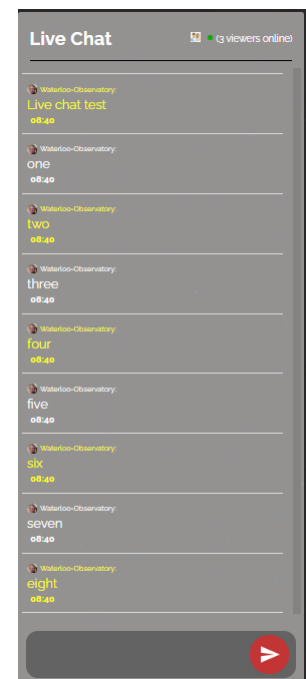 Live Chat
(3 viewers online)
Waterloo-Observatory:
Live chat test
08:40
Waterloo-Observatory:
one
08:40
Waterloo-Observatory:
two
08:40
Waterloo-Observatory:
three
08:40
Waterloo-Observatory:
four
08:40
Waterloo-Observatory:
five
08:40
Waterloo-Observatory:
six
08:40
Waterloo-Observatory:
seven
08:40
Waterloo-Observatory:
eight
08:40